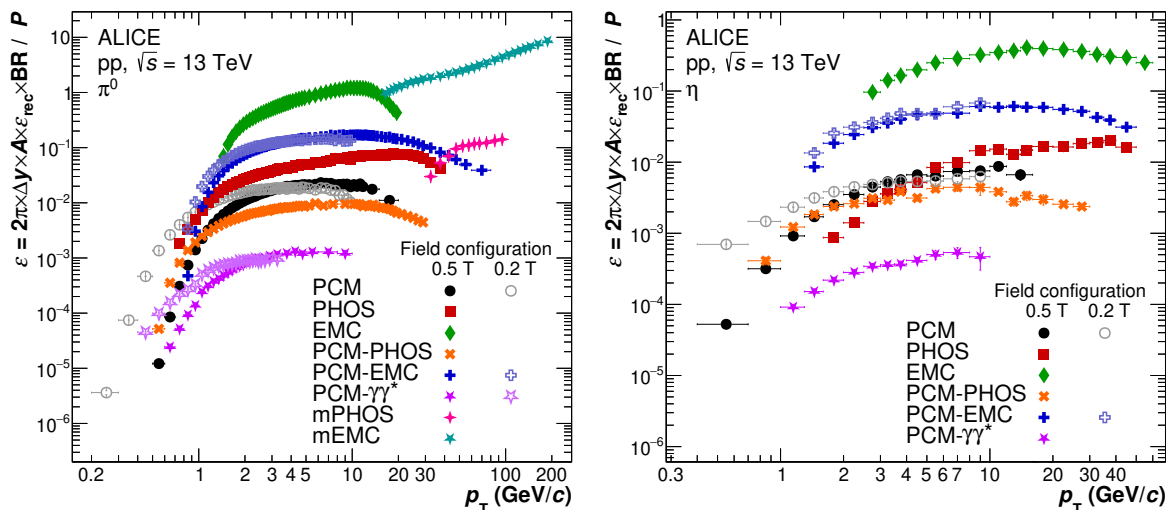 ε = 2π×Δy×A×ε_rec×BR / P
10
1
10⁻¹
10⁻²
10⁻³
10⁻⁴
10⁻⁵
10⁻⁶
ALICE
pp, √s = 13 TeV
π⁰
Field configuration
0.5 T 0.2 T
PCM
PHOS
EMC
PCM-PHOS
PCM-EMC
PCM-γγ*
mPHOS
mEMC
0.2 1 2 3 4 5 10 20 30 100 200
p_T (GeV/c)
ε = 2π×Δy×A×ε_rec×BR / P
1
10⁻¹
10⁻²
10⁻³
10⁻⁴
10⁻⁵
10⁻⁶
ALICE
pp, √s = 13 TeV
η
Field configuration
0.5 T 0.2 T
PCM
PHOS
EMC
PCM-PHOS
PCM-EMC
PCM-γγ*
0.3 1 2 3 4 5 6 7 10 20 30 40
p_T (GeV/c)